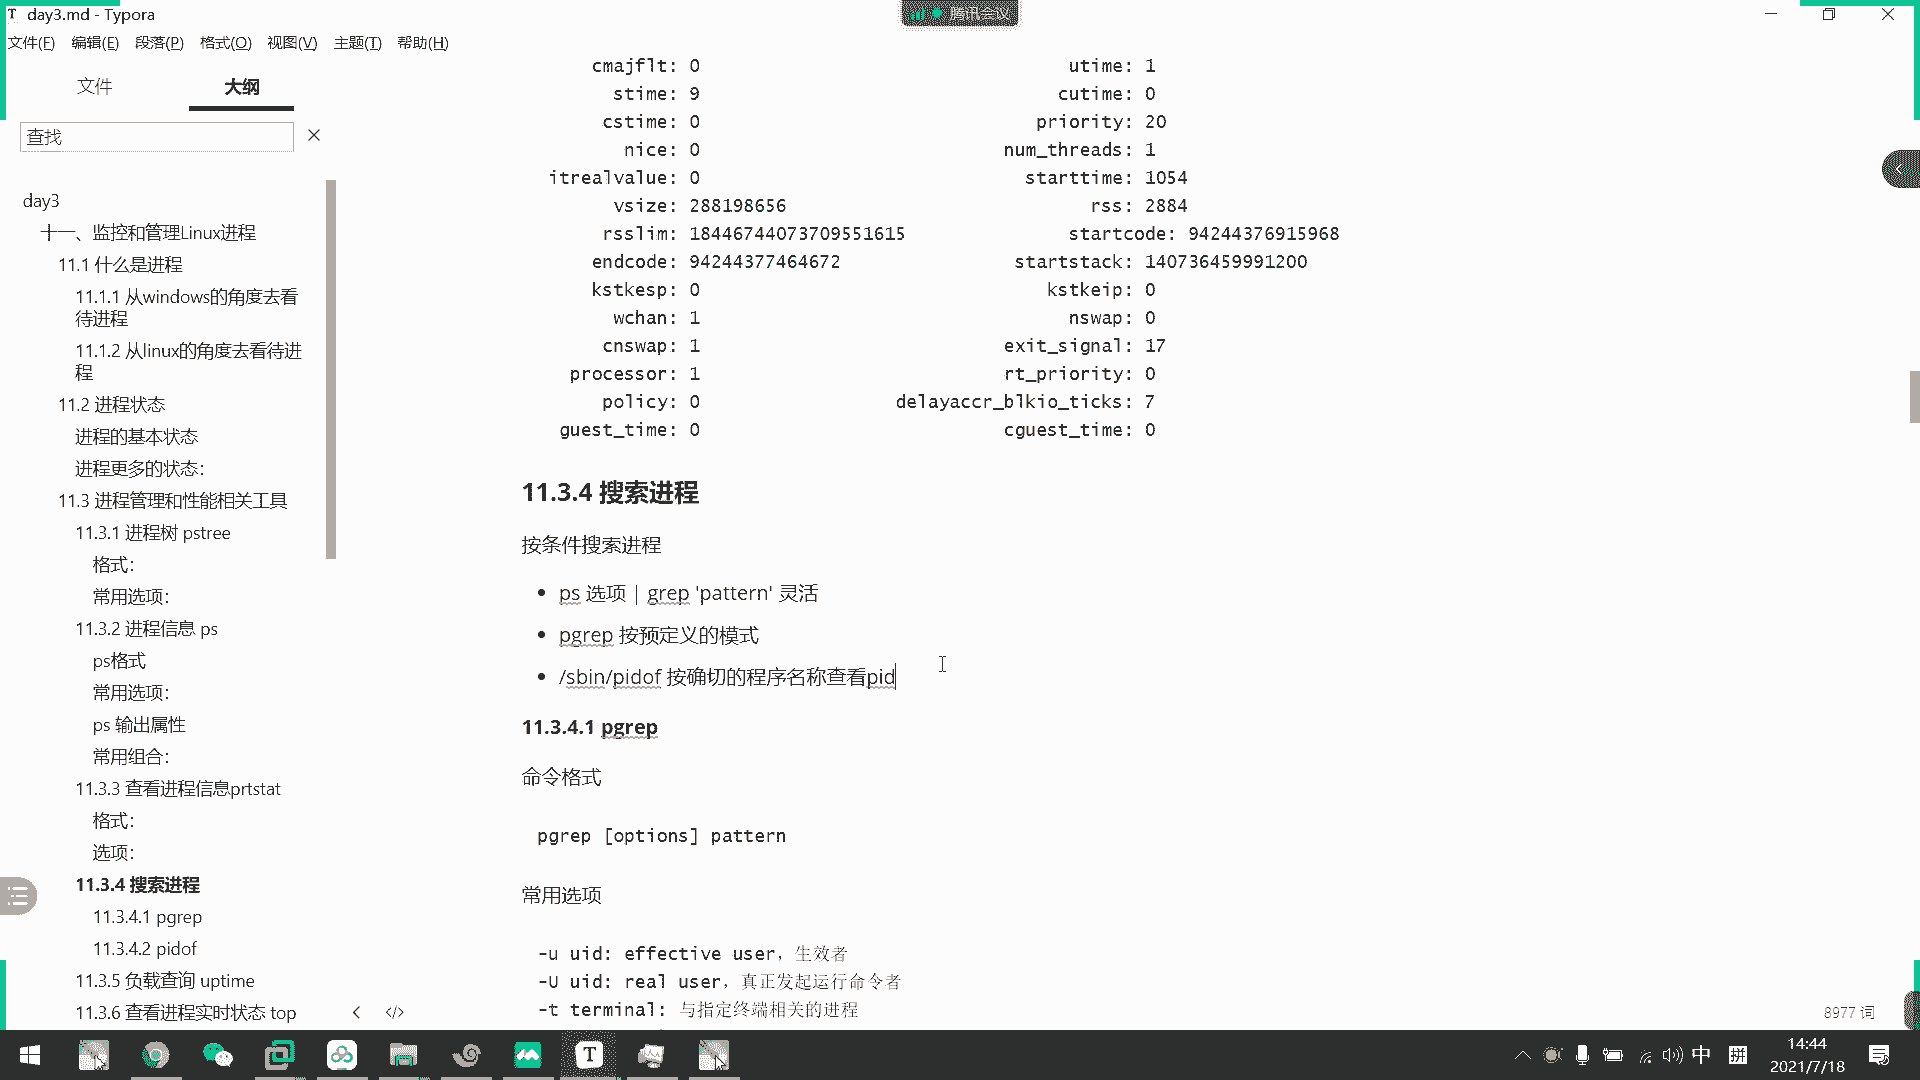 day3.md - Typora
腾讯会议
文件(F) 编辑(E) 段落(P) 格式(O) 视图(V) 主题(T) 帮助(H)
文件 大纲
查找
day3
十一、监控和管理Linux进程
11.1 什么是进程
11.1.1 从windows的角度去看
待进程
11.1.2 从linux的角度去看待进
程
11.2 进程状态
进程的基本状态
进程更多的状态：
11.3 进程管理和性能相关工具
11.3.1 进程树 pstree
格式：
常用选项：
11.3.2 进程信息 ps
ps格式
常用选项：
ps 输出属性
常用组合：
11.3.3 查看进程信息prtstat
格式：
选项：
11.3.4 搜索进程
11.3.4.1 pgrep
11.3.4.2 pidof
11.3.5 负载查询 uptime
11.3.6 查看进程实时状态 top
cmajflt: 0 utime: 1
stime: 9 cutime: 0
cstime: 0 priority: 20
nice: 0 num_threads: 1
itrealvalue: 0 starttime: 1054
vsize: 288198656 rss: 2884
rsslim: 18446744073709551615 startcode: 94244376915968
endcode: 94244377464672 startstack: 140736459991200
kstkesp: 0 kstkeip: 0
wchan: 1 nswap: 0
cnswap: 1 exit_signal: 17
processor: 1 rt_priority: 0
policy: 0 delayaccr_blkio_ticks: 7
guest_time: 0 cguest_time: 0
11.3.4 搜索进程
按条件搜索进程
• ps 选项 | grep 'pattern' 灵活
• pgrep 按预定义的模式
• /sbin/pidof 按确切的程序名称查看pid
11.3.4.1 pgrep
命令格式
pgrep [options] pattern
常用选项
-u uid: effective user，生效者
-U uid: real user，真正发起运行命令者
-t terminal: 与指定终端相关的进程
8977 词
中 拼
14:44
2021/7/18